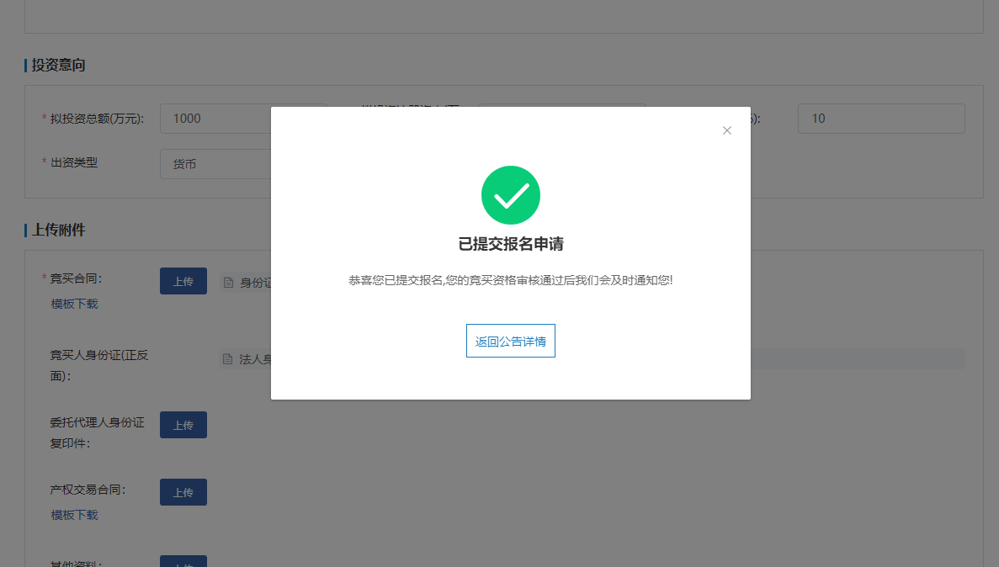 投资意向
* 拟投资总额(万元): 1000
): 10
* 出资类型 货币
上传附件
* 竞买合同: 上传 身份证
模板下载
竞买人身份证(正反
面): 法人身
委托代理人身份证 上传
复印件:
产权交易合同: 上传
模板下载
其他资料: 上传
已提交报名申请
恭喜您已提交报名,您的竞买资格审核通过后我们会及时通知您!
返回公告详情